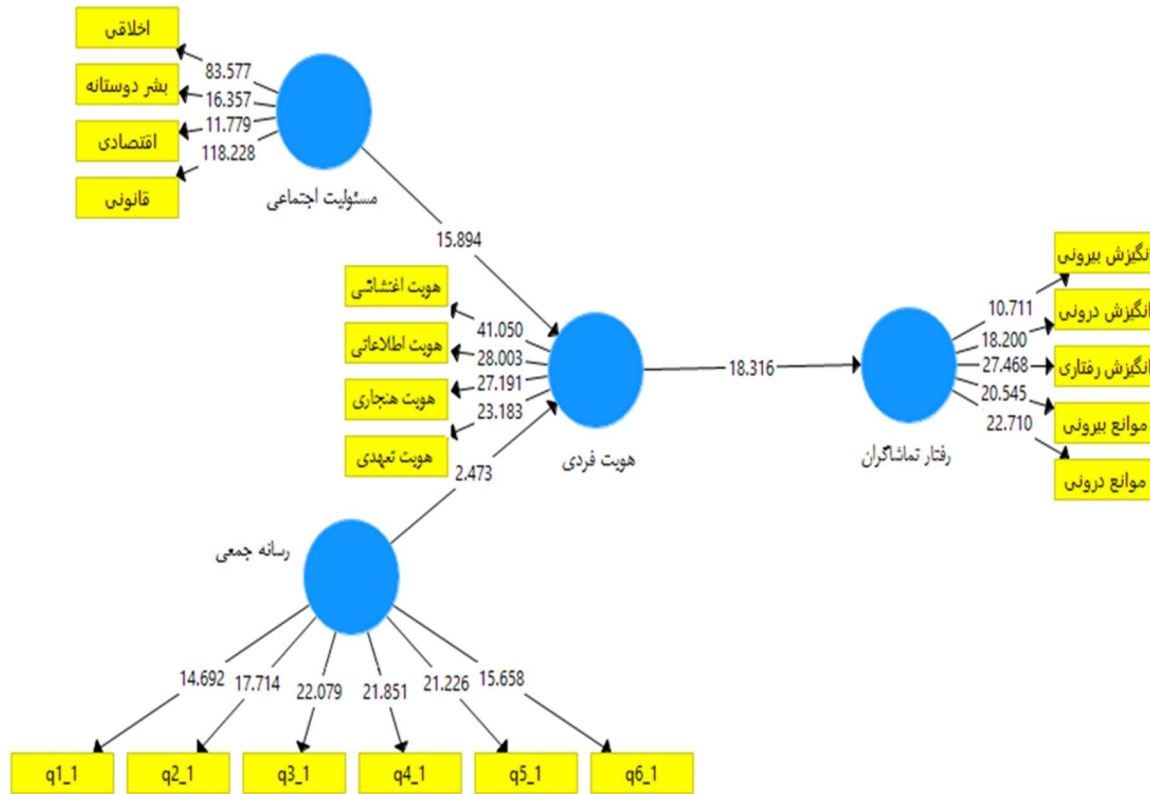 اخلاقی
بشر دوستانه
اقتصادی
قانونی
83.577
16.357
11.779
118.228
مسئولیت اجتماعی
15.894
هویت اغتشاشی
هویت اطلاعاتی
هویت هنجاری
هویت تعهدی
41.050
28.003
27.191
23.183
هویت فردی
2.473
18.316
نگیزش بیرونی
نگیزش درونی
نگیزش رفتاری
موانع بیرونی
موانع درونی
10.711
18.200
27.468
20.545
22.710
رفتار تماشاگران
رسانه جمعی
14.692
17.714
22.079
21.851
21.226
15.658
q1_1
q2_1
q3_1
q4_1
q5_1
q6_1